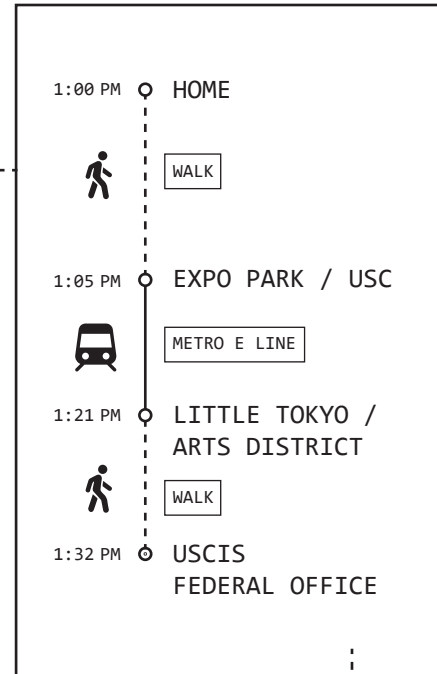 1:00 PM HOME
WALK
1:05 PM EXPO PARK / USC
METRO E LINE
1:21 PM LITTLE TOKYO /
ARTS DISTRICT
WALK
1:32 PM USCIS
FEDERAL OFFICE